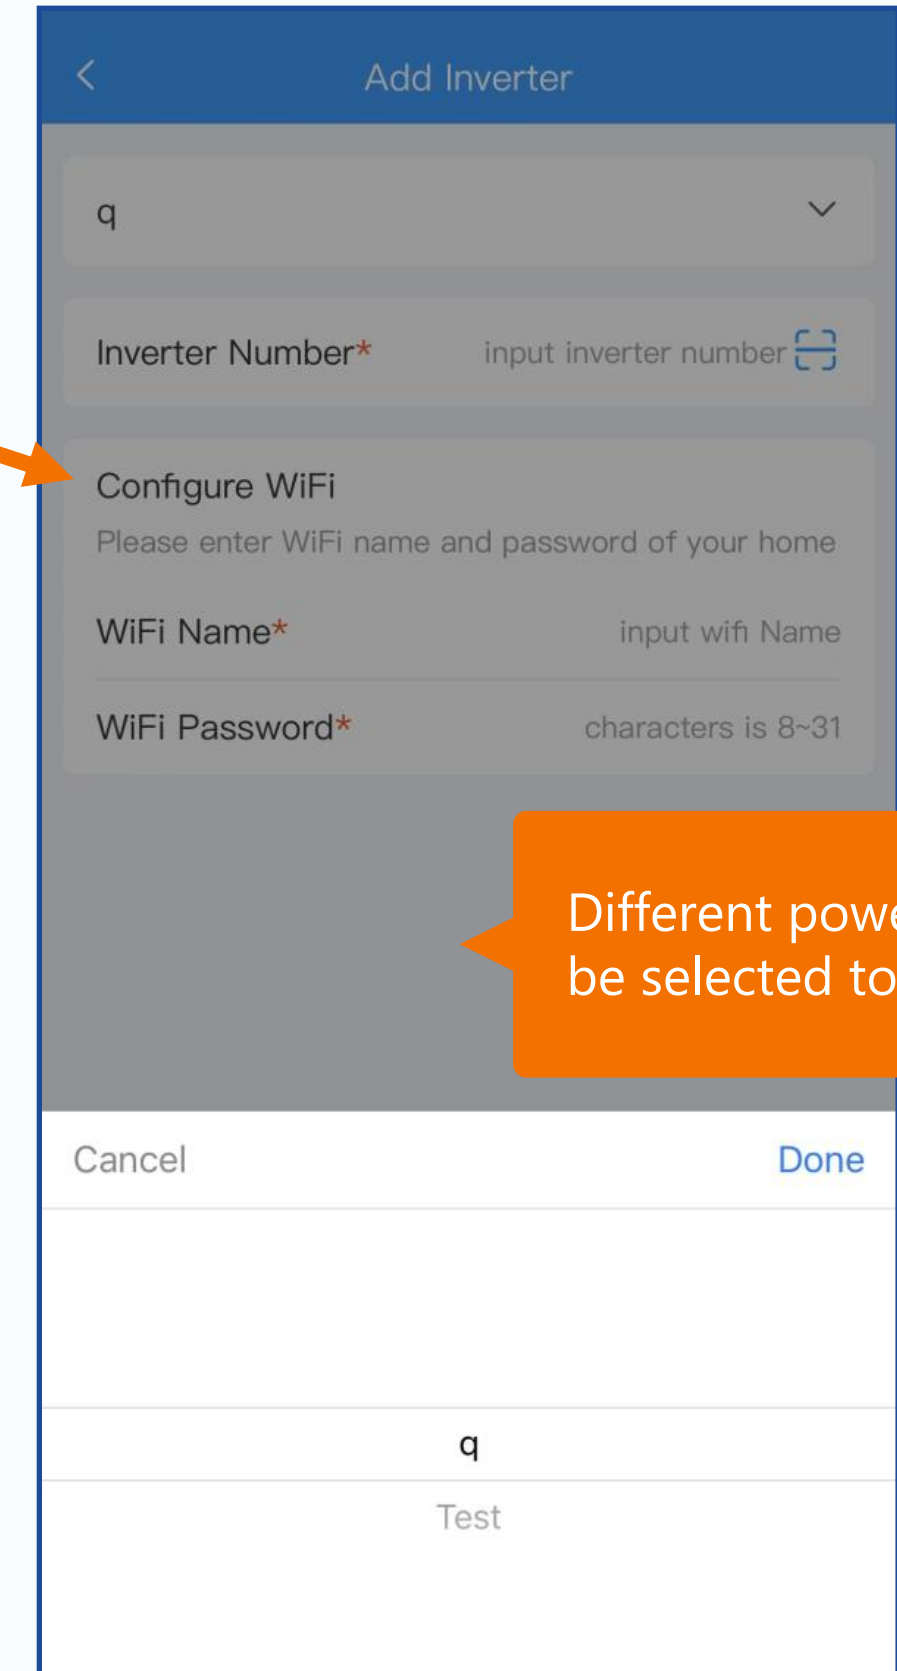 Add Inverter
q
Inverter Number* input inverter number
Configure WiFi
Please enter WiFi name and password of your home
WiFi Name* input wifi Name
WiFi Password* characters is 8~31
Different
be selected to
Cancel Done
q
Test